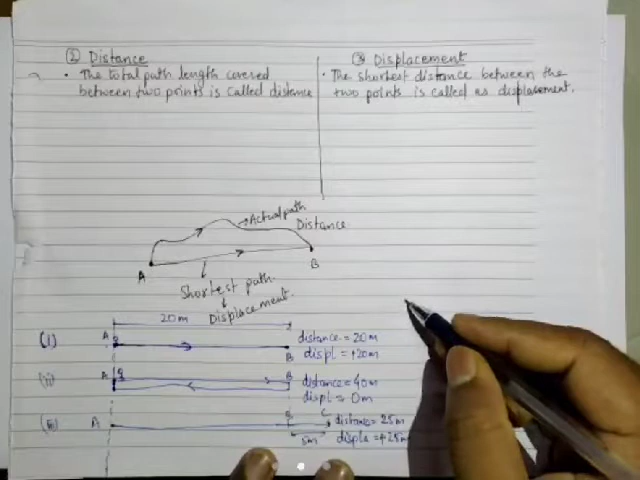 ② Distance
• The total path length covered
between two points is called distance
③ Displacement
• The shortest distance between the
two points is called as displacement.
Actual path
Distance
A
B
Shortest path
Displacement.
20m
(i)
A
B
distance = 20m
displ = +20m
(ii)
A
B
distance = 40m
displ = 0m
(iii)
A
B
C
5m
distance = 25m
displa = +25m